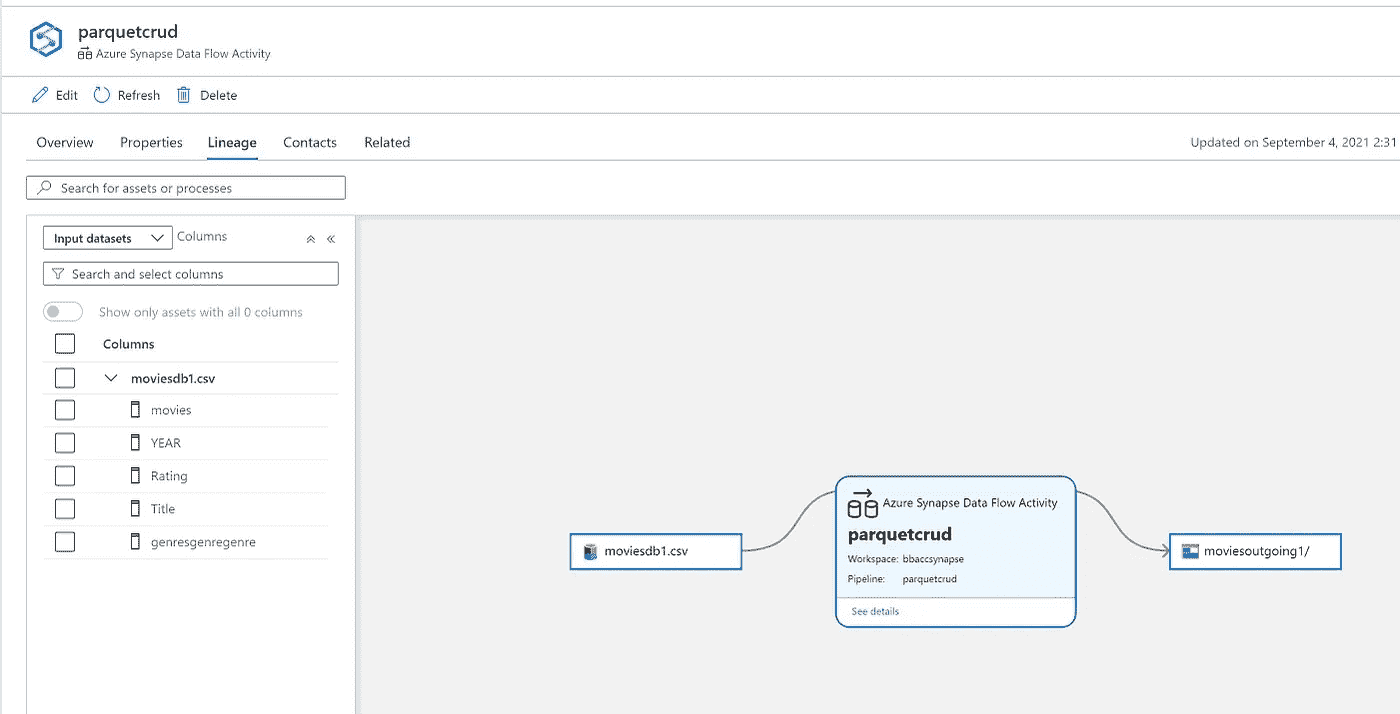 parquetcrud
Azure Synapse Data Flow Activity
Edit Refresh Delete
Overview Properties Lineage Contacts Related
Updated on September 4, 2021 2:31
Search for assets or processes
Input datasets Columns
Search and select columns
Show only assets with all 0 columns
Columns
moviesdb1.csv
movies
YEAR
Rating
Title
genresgenregenre
moviesdb1.csv
Azure Synapse Data Flow Activity
parquetcrud
Workspace: bbaccsynapse
Pipeline: parquetcrud
See details
moviesoutgoing1/